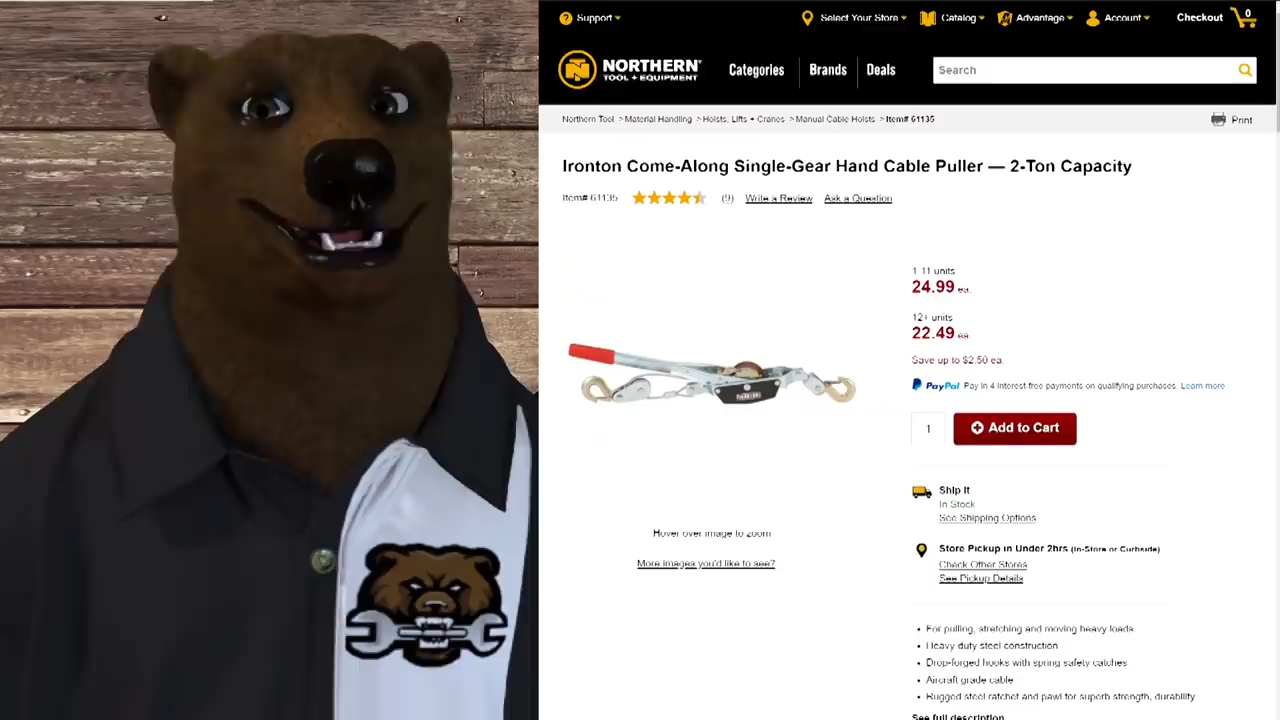 Support
Select Your Store
Catalog
Advantage
Account
Checkout
0
NORTHERN
TOOL + EQUIPMENT
Categories
Brands
Deals
Search
Northern Tool > Material Handling > Hoists, Lifts + Cranes > Manual Cable Hoists > Item# 61135
Print
Ironton Come-Along Single-Gear Hand Cable Puller — 2-Ton Capacity
Item# 61135
(9)
Write a Review
Ask a Question
1-11 units
24.99 ea.
12+ units
22.49 ea.
Save up to $2.50 ea.
PayPal Pay in 4 interest-free payments on qualifying purchases. Learn more
1
Add to Cart
Ship It
In Stock
See Shipping Options
Hover over image to zoom
More images you'd like to see?
Store Pickup in Under 2hrs (In-Store or Curbside)
Check Other Stores
See Pickup Details
• For pulling, stretching and moving heavy loads
• Heavy duty steel construction
• Drop-forged hooks with spring safety catches
• Aircraft grade cable
• Rugged steel ratchet and pawl for superb strength, durability
See full description